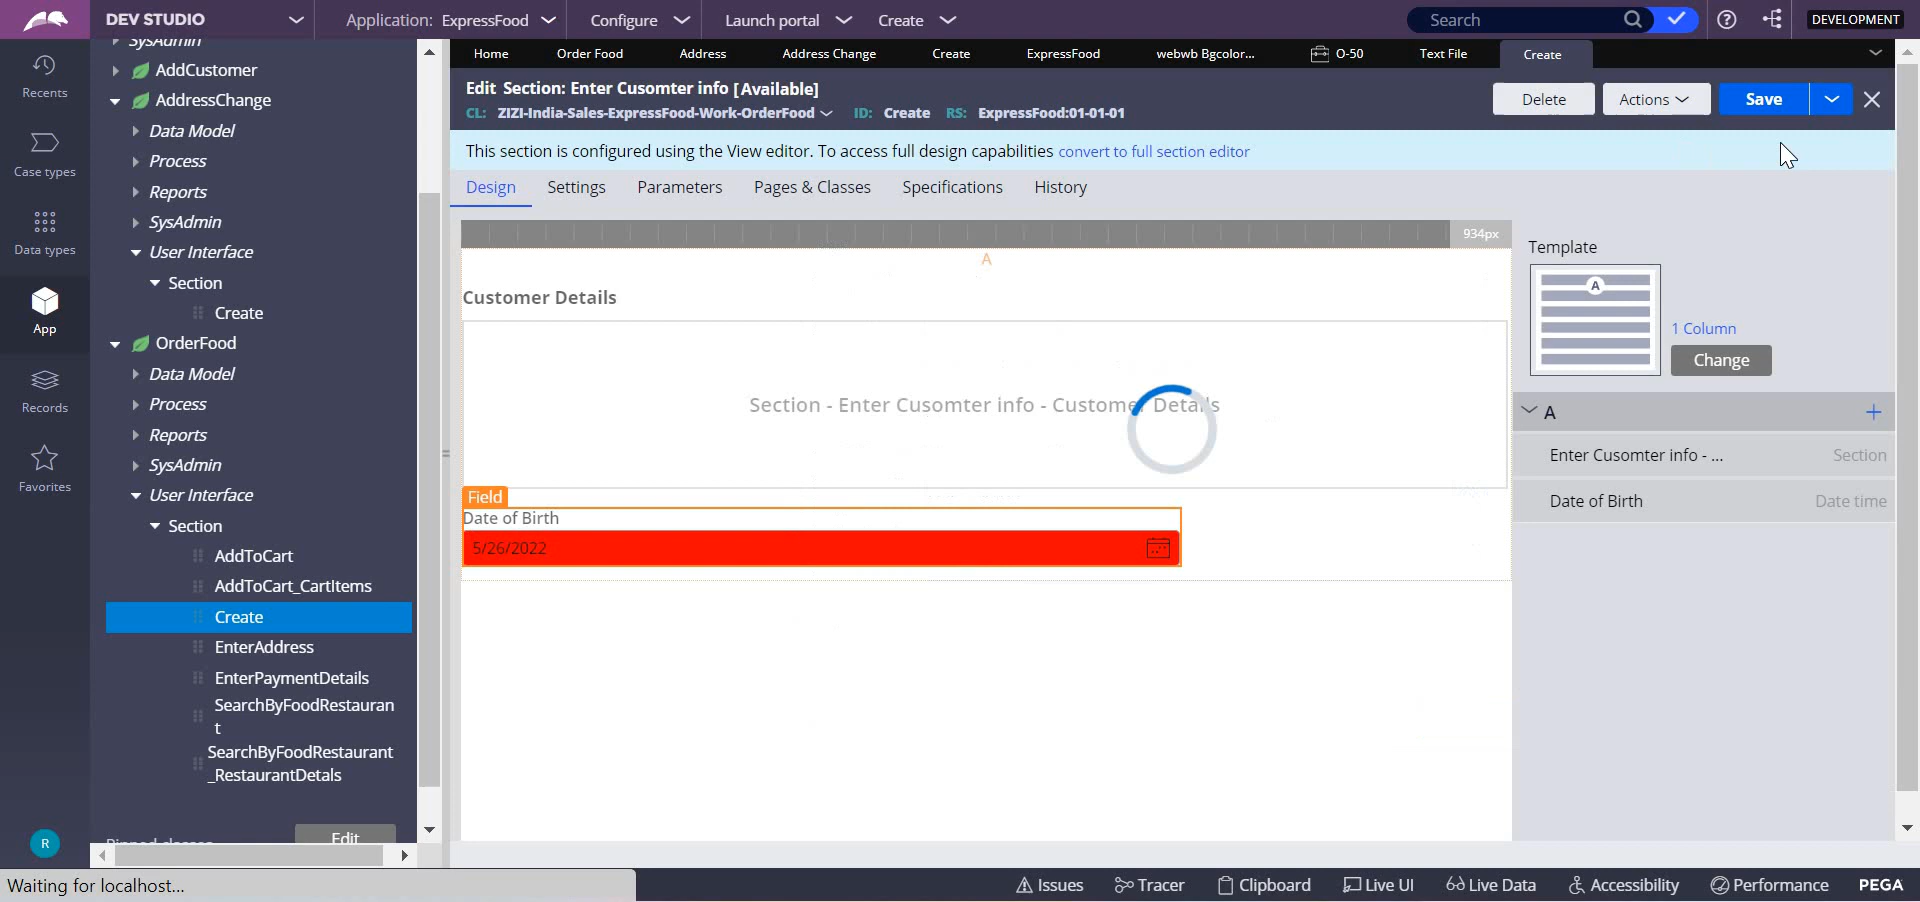 DEV STUDIO
Application: ExpressFood
Configure
Launch portal
Create
Search
DEVELOPMENT
Recents
Case types
Data types
App
Records
Favorites
R
SysAdmin
AddCustomer
AddressChange
Data Model
Process
Reports
SysAdmin
User Interface
Section
Create
OrderFood
Data Model
Process
Reports
SysAdmin
User Interface
Section
AddToCart
AddToCart_CartItems
Create
EnterAddress
EnterPaymentDetails
SearchByFoodRestauran
t
SearchByFoodRestaurant
_RestaurantDetals
Pinned classes
Edit
Home
Order Food
Address
Address Change
Create
ExpressFood
webwb Bgcolor...
O-50
Text File
Create
Edit Section: Enter Cusomter info [Available]
CL: ZIZI-India-Sales-ExpressFood-Work-OrderFood ID: Create RS: ExpressFood:01-01-01
Delete
Actions
Save
This section is configured using the View editor. To access full design capabilities convert to full section editor
Design
Settings
Parameters
Pages & Classes
Specifications
History
934px
A
Customer Details
Section - Enter Cusomter info - Customer Details
Field
Date of Birth
5/26/2022
Template
A
1 Column
Change
A
Enter Cusomter info - ... Section
Date of Birth Date time
Waiting for localhost...
Issues
Tracer
Clipboard
Live UI
Live Data
Accessibility
Performance
PEGA